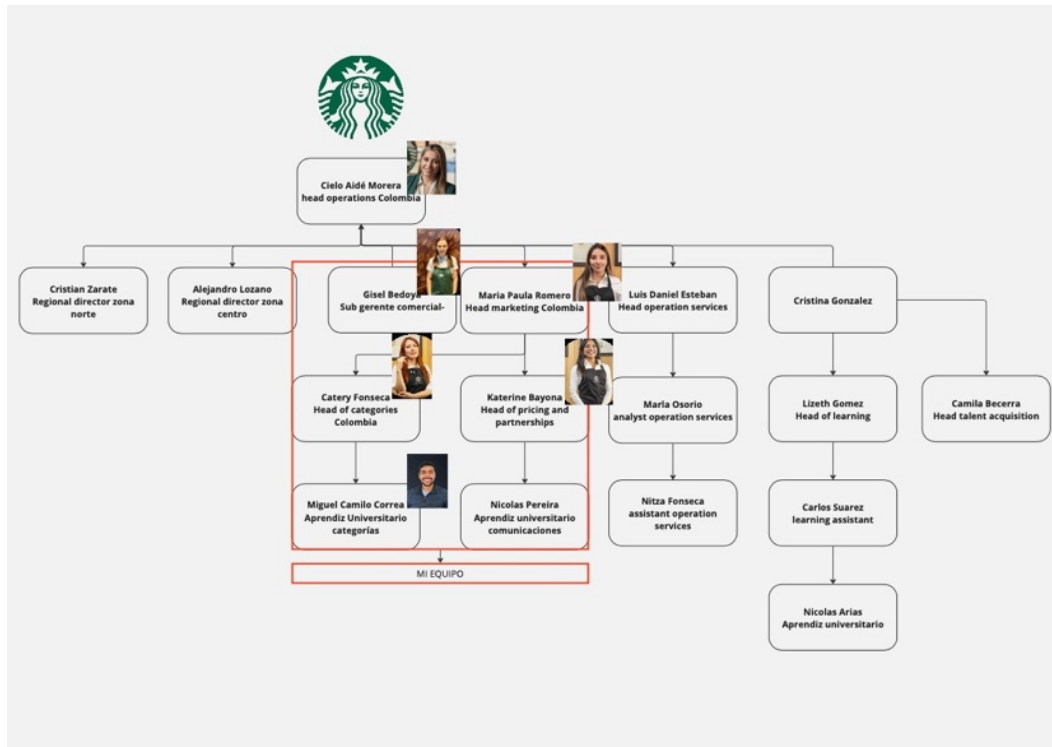 Cielo Aidé Morera
head operations Colombia
Cristian Zarate
Regional director zona
norte
Alejandro Lozano
Regional director zona
centro
Gisel Bedoya
Sub gerente comercial-
Maria Paula Romero
Head marketing Colombia
Luis Daniel Esteban
Head operation services
Cristina Gonzalez
Catery Fonseca
Head of categories
Colombia
Katerine Bayona
Head of pricing and
partnerships
Marla Osorio
analyst operation services
Lizeth Gomez
Head of learning
Camila Becerra
Head talent acquisition
Miguel Camilo Correa
Aprendiz Universitario
categorías
Nicolas Pereira
Aprendiz universitario
comunicaciones
Nitza Fonseca
assistant operation
services
Carlos Suarez
learning assistant
MI EQUIPO
Nicolas Arias
Aprendiz universitario